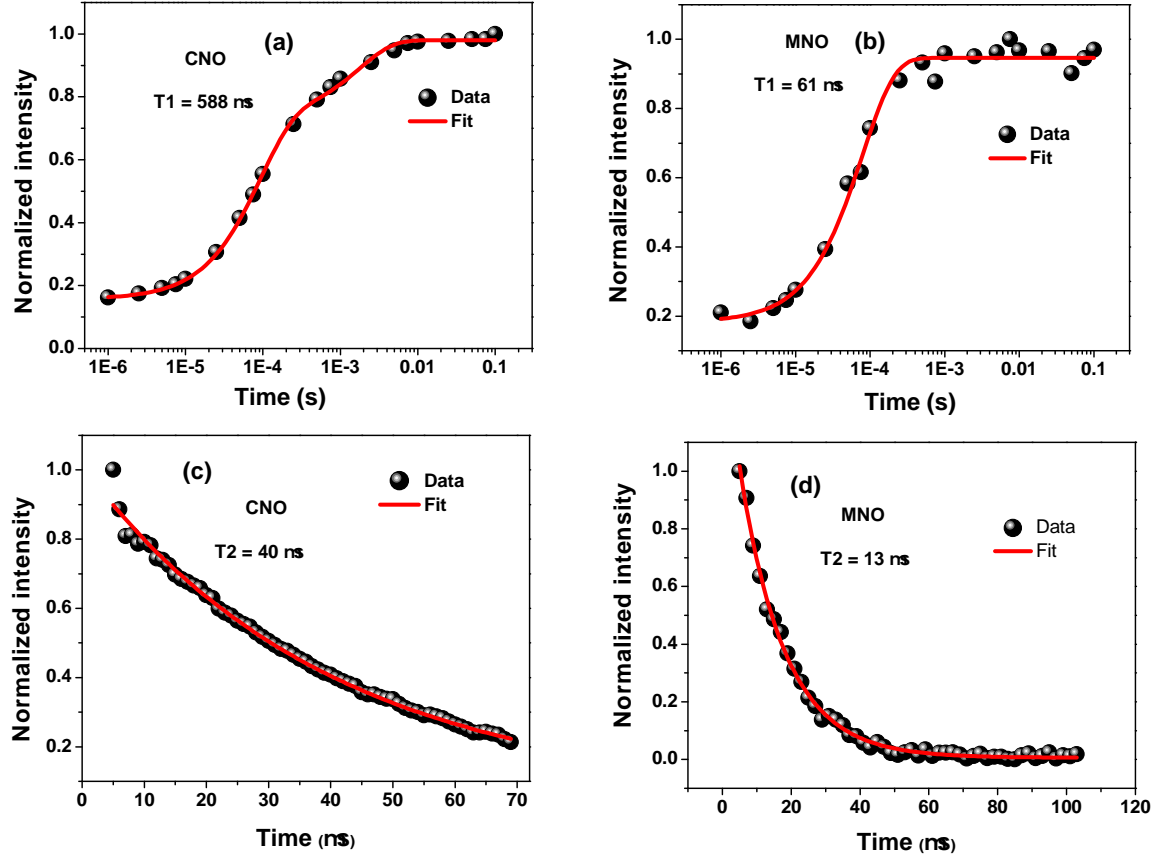 (a)
CNO
T1 = 588 ms
Data
Fit
Normalized intensity
1.0
0.8
0.6
0.4
0.2
0.0
1E-6 1E-5 1E-4 1E-3 0.01 0.1
Time (s)
(b)
MNO
T1 = 61 ms
Data
Fit
Normalized intensity
1.0
0.8
0.6
0.4
0.2
1E-6 1E-5 1E-4 1E-3 0.01 0.1
Time (s)
(c)
CNO
T2 = 40 ms
Data
Fit
Normalized intensity
1.0
0.8
0.6
0.4
0.2
0 10 20 30 40 50 60 70
Time (ms)
(d)
MNO
T2 = 13 ms
Data
Fit
Normalized intensity
1.0
0.8
0.6
0.4
0.2
0.0
0 20 40 60 80 100 120
Time (ms)